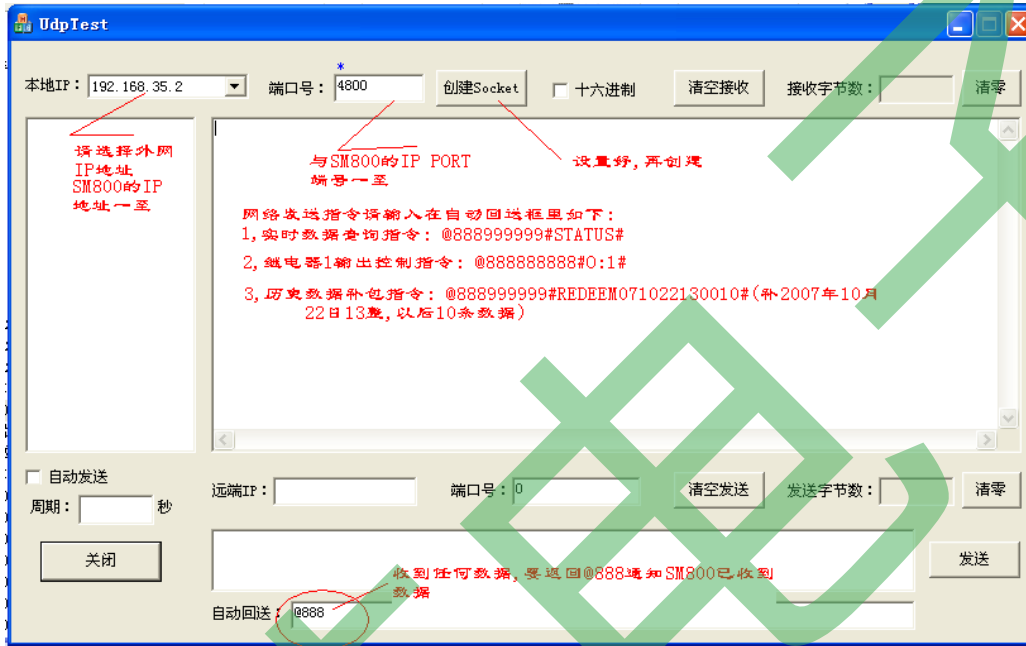 UdpTest
本地IP： 192.168.35.2 端口号： * 4800 创建Socket 十六进制 清空接收 接收字节数： 清零
请选择外网
IP地址
SM800的IP
地址一至
与SM800的IP PORT
端号一至
设置好,再创建
网络发送指令请输入在自动回送框里如下:
1,实时数据查询指令: @888999999#STATUS#
2,继电器1输出控制指令: @888888888#O:1#
3,历史数据补包指令: @888999999#REDEEM071022130010#(补2007年10月
22日13整,以后10条数据)
自动发送
周期： 秒
远端IP： 端口号： 0 清空发送 发送字节数： 清零
关闭
发送
收到任何数据,要返回@888通知SM800已收到
数据
自动回送： @888